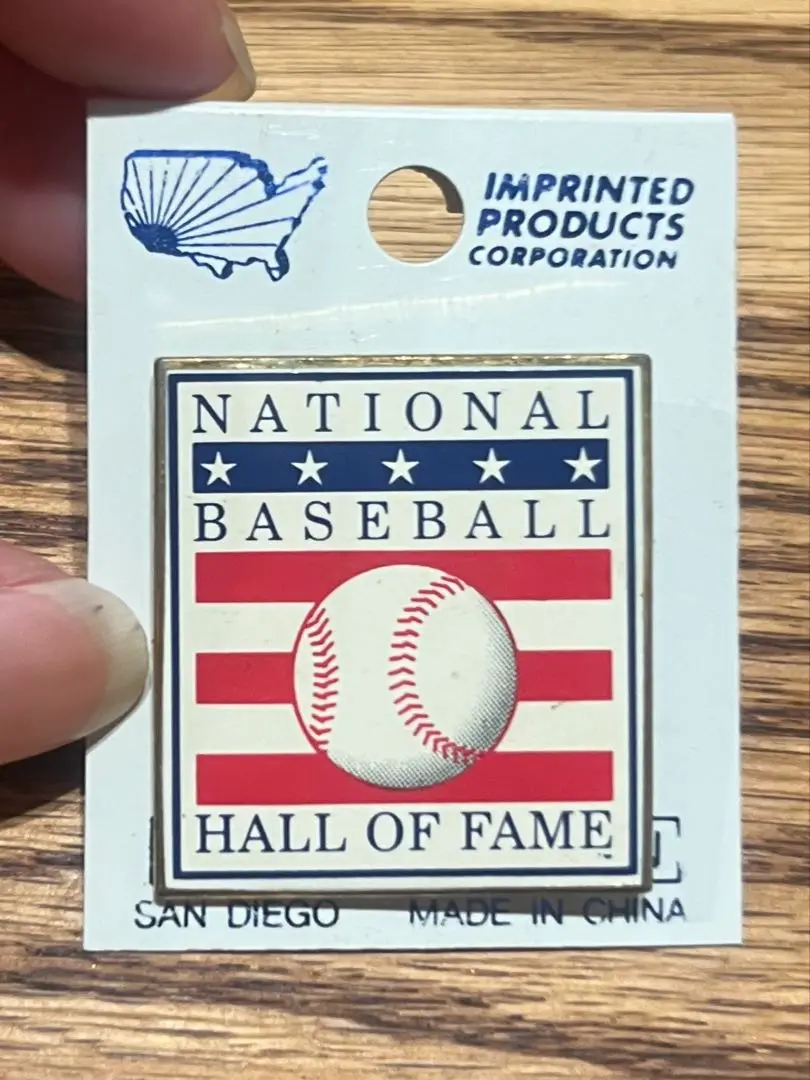 IMPRINTED
PRODUCTS
CORPORATION
NATIONAL
BASEBALL
HALL OF FAME
SAN DIEGO MADE IN CHINA